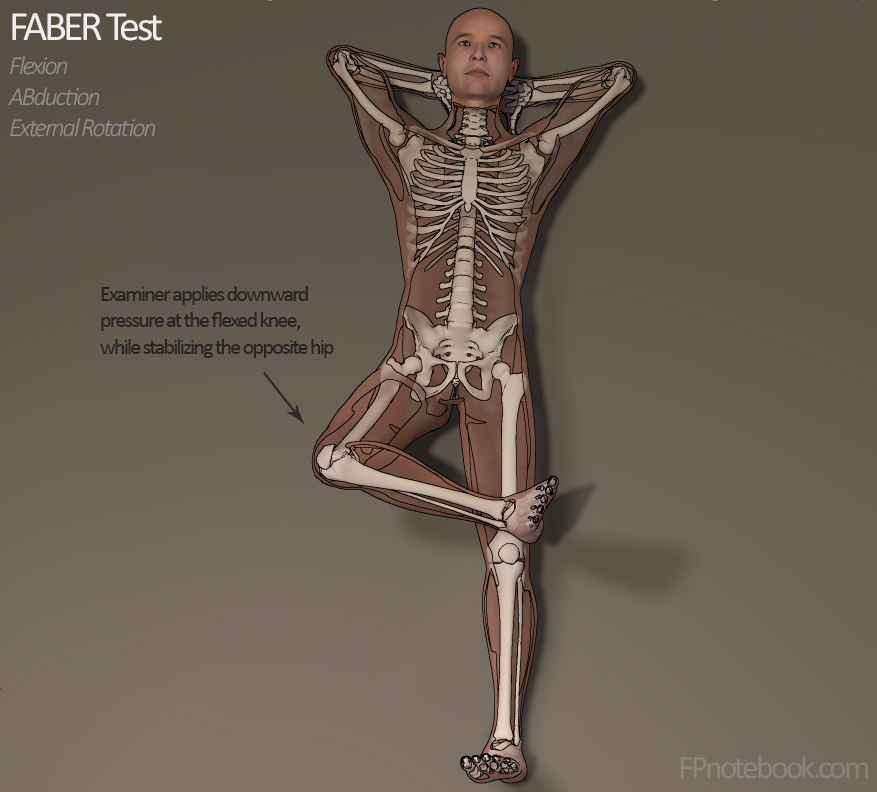 FABER Test
Flexion
ABduction
External Rotation
Examiner applies downward
pressure at the flexed knee,
while stabilizing the opposite hip
FPnotebook.com